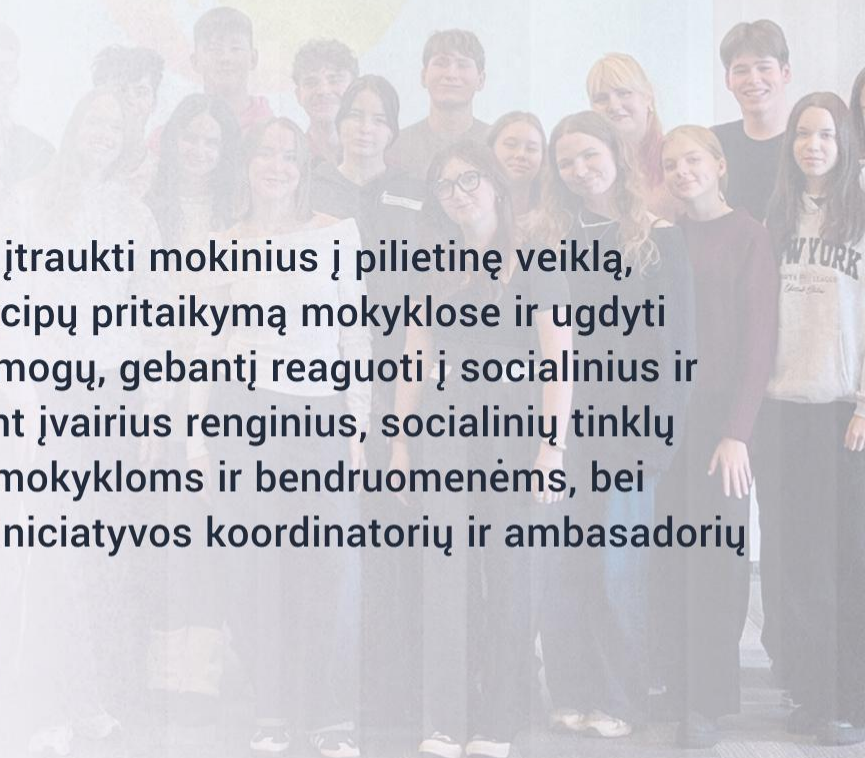 įtraukti mokinius į pilietinę veiklą,
cipų pritaikymą mokyklose ir ugdyti
mogų, gebantį reaguoti į socialinius ir
nt įvairius renginius, socialinių tinklų
mokykloms ir bendruomenėms, bei
niciatyvos koordinatorių ir ambasadorių
W YORK